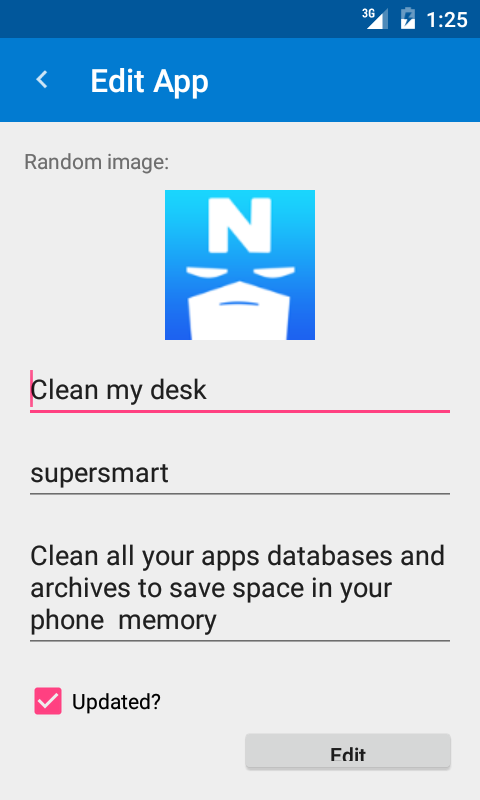 3G 1:25
Edit App
Random image:
N
Clean my desk
supersmart
Clean all your apps databases and
archives to save space in your
phone  memory
Updated?
Edit